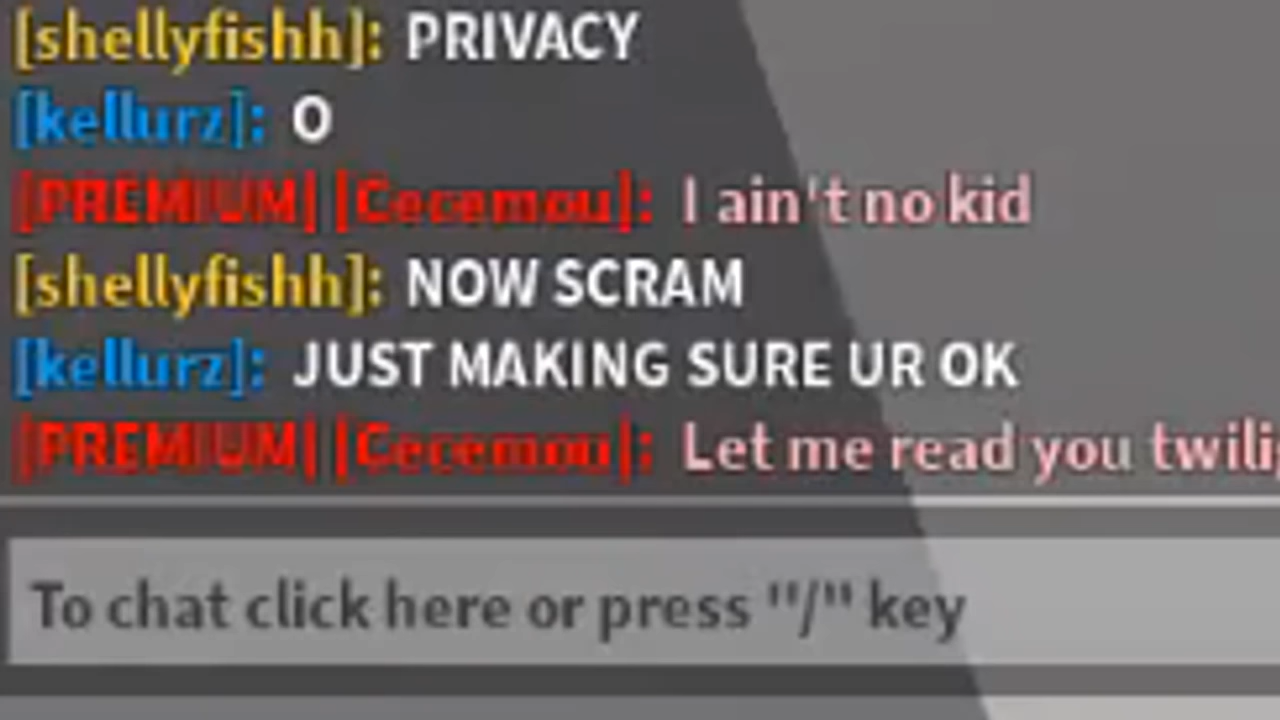 [shellyfishh]: PRIVACY
[kellurz]: O
[PREMIUM] [Cecemou]: I ain't no kid
[shellyfishh]: NOW SCRAM
[kellurz]: JUST MAKING SURE UR OK
[PREMIUM] [Cecemou]: Let me read you twili
To chat click here or press "/" key